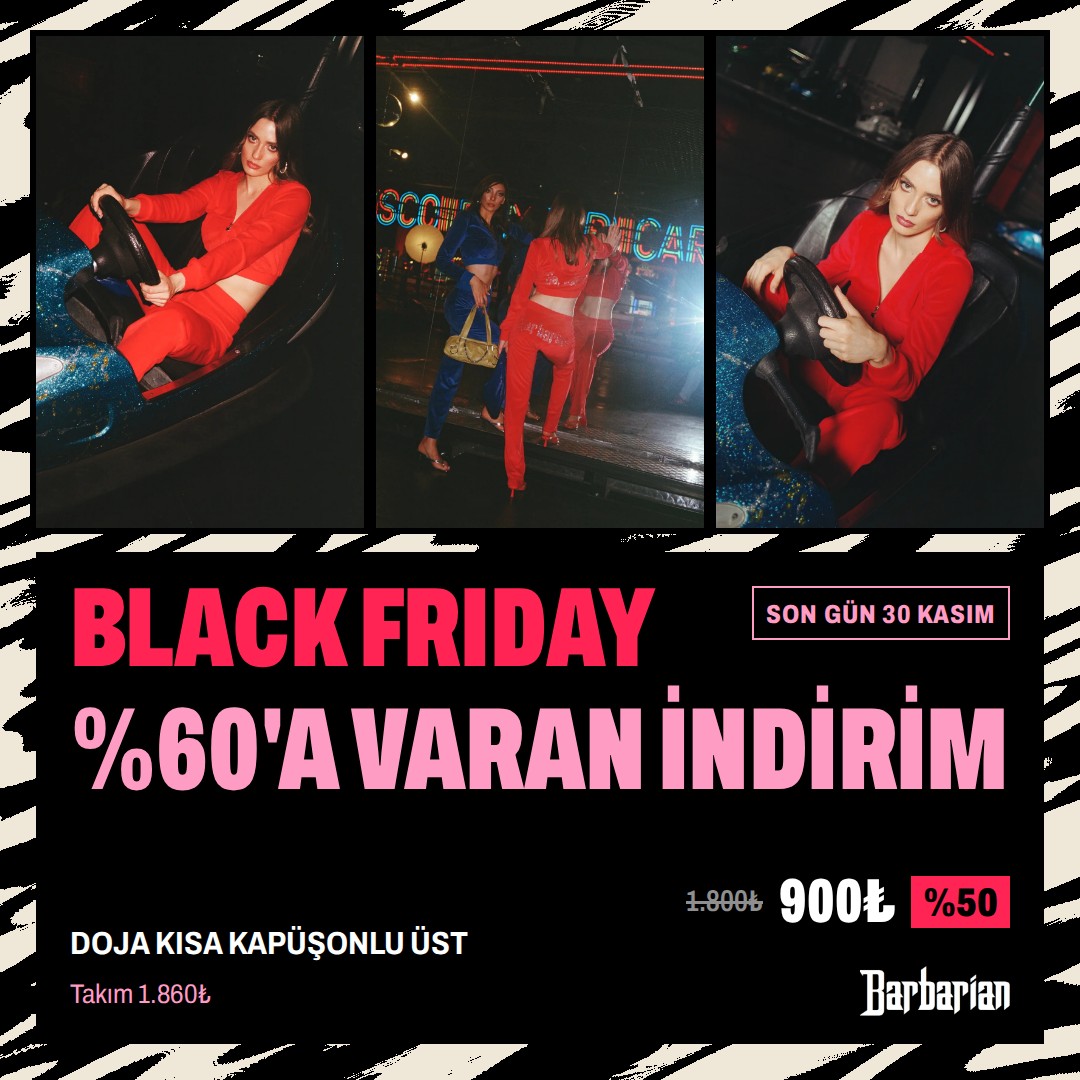 BLACK FRIDAY
SON GÜN 30 KASIM
%60'A VARAN İNDİRİM
1.800₺ 900₺ %50
DOJA KISA KAPÜŞONLU ÜST
Takım 1.860₺
Barbarian